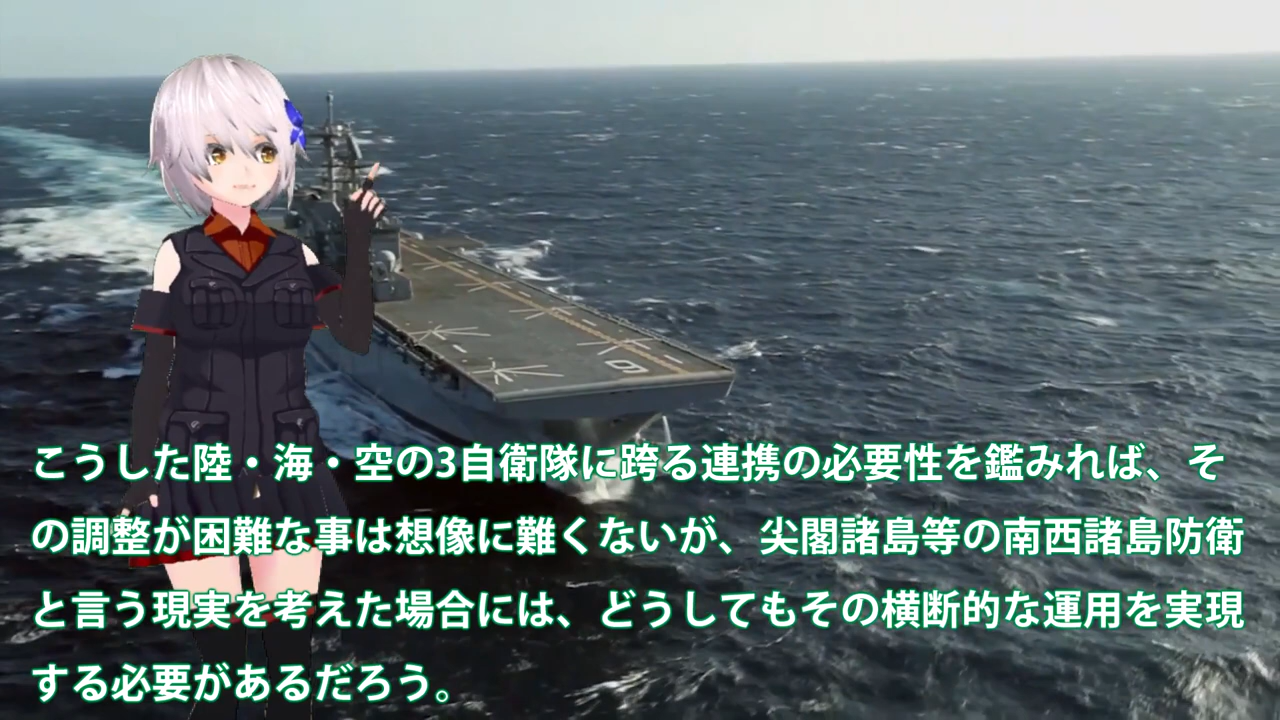 こうした陸・海・空の3自衛隊に跨る連携の必要性を鑑みれば、そ
の調整が困難な事は想像に難くないが、尖閣諸島等の南西諸島防衛
と言う現実を考えた場合には、どうしてもその横断的な運用を実現
する必要があるだろう。